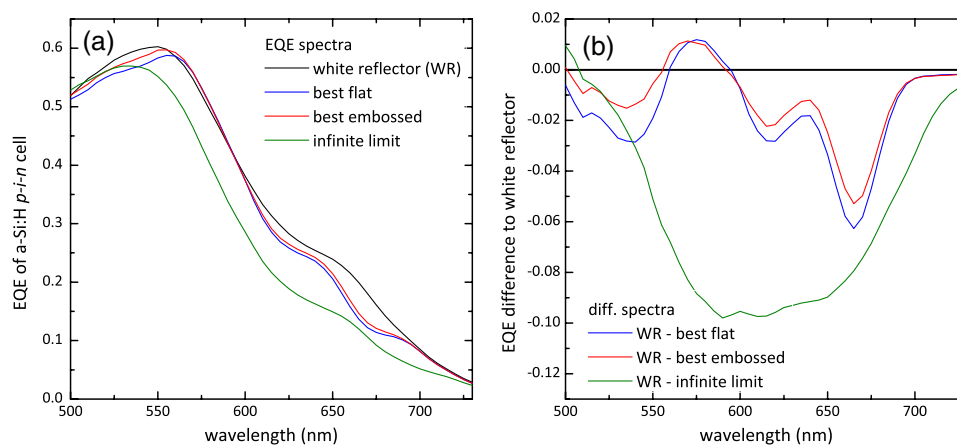 (a)
EQE spectra
white reflector (WR)
best flat
best embossed
infinite limit
0.6
0.5
0.4
0.3
0.2
0.1
0.0
EQE of a-Si:H p-i-n cell
500
550
600
650
700
wavelength (nm)
(b)
0.02
0.00
-0.02
-0.04
-0.06
-0.08
-0.10
-0.12
EQE difference to white reflector
diff. spectra
WR - best flat
WR - best embossed
WR - infinite limit
500
550
600
650
700
wavelength (nm)